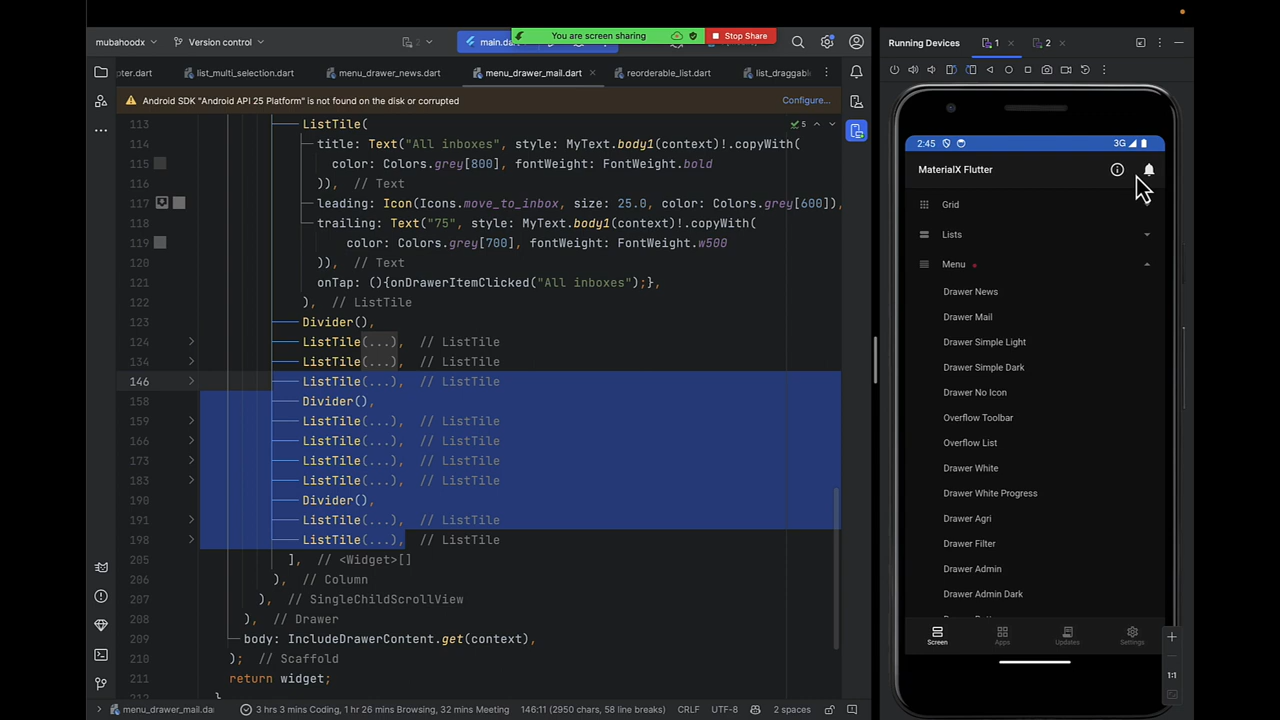 You are screen sharing
Stop Share
mubahoodx
Version control
main.dart
Running Devices
1
2
pter.dart
list_multi_selection.dart
menu_drawer_news.dart
menu_drawer_mail.dart
reorderable_list.dart
list_draggab
Android SDK "Android API 25 Platform" is not found on the disk or corrupted
Configure...
113 ListTile(
5
114 title: Text("All inboxes", style: MyText.body1(context)!.copyWith(
115 color: Colors.grey[800], fontWeight: FontWeight.bold
116 )), // Text
117 leading: Icon(Icons.move_to_inbox, size: 25.0, color: Colors.grey[600]),
118 trailing: Text("75", style: MyText.body1(context)!.copyWith(
119 color: Colors.grey[700], fontWeight: FontWeight.w500
120 )), // Text
121 onTap: (){onDrawerItemClicked("All inboxes");},
122 ), // ListTile
123 Divider(),
124 ListTile(...), // ListTile
134 ListTile(...), // ListTile
146 ListTile(...), // ListTile
158 Divider(),
159 ListTile(...), // ListTile
166 ListTile(...), // ListTile
173 ListTile(...), // ListTile
183 ListTile(...), // ListTile
190 Divider(),
191 ListTile(...), // ListTile
198 ListTile(...), // ListTile
205 ], // <Widget>[]
206 ), // Column
207 ), // SingleChildScrollView
208 ), // Drawer
209 body: IncludeDrawerContent.get(context),
210 ); // Scaffold
211 return widget;
212 }
menu_drawer_mail.dar
3 hrs 3 mins Coding, 1 hr 26 mins Browsing, 32 mins Meeting
146:11 (2950 chars, 58 line breaks)
CRLF
UTF-8
2 spaces
2:45
3G
MaterialX Flutter
Grid
Lists
Menu
Drawer News
Drawer Mail
Drawer Simple Light
Drawer Simple Dark
Drawer No Icon
Overflow Toolbar
Overflow List
Drawer White
Drawer White Progress
Drawer Agri
Drawer Filter
Drawer Admin
Drawer Admin Dark
Screen
Apps
Updates
Settings
1:1